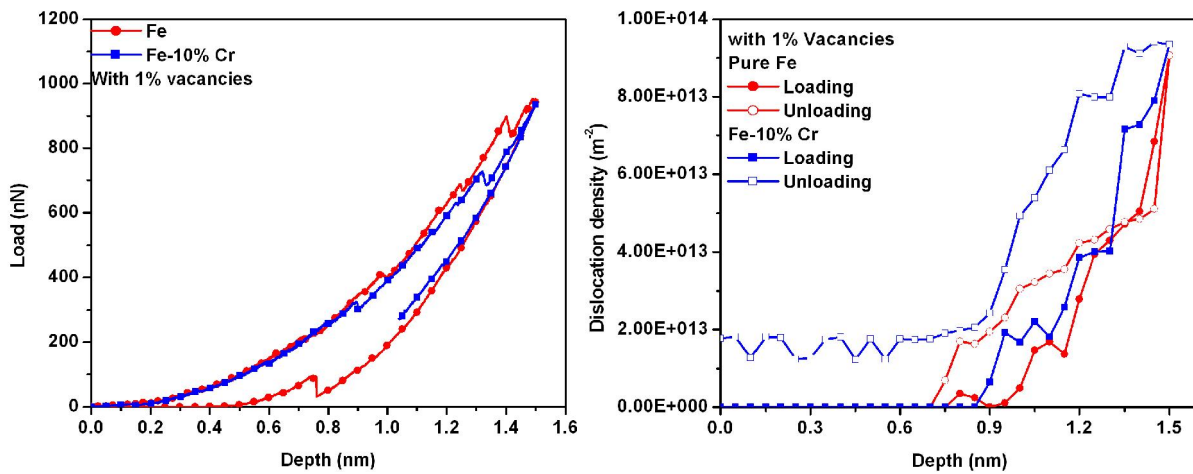 1200
1000
800
600
400
200
0
Load (nN)
Fe
Fe-10% Cr
With 1% vacancies
0.0 0.2 0.4 0.6 0.8 1.0 1.2 1.4 1.6
Depth (nm)
1.00E+014
8.00E+013
6.00E+013
4.00E+013
2.00E+013
0.00E+000
Dislocation density (m-2)
with 1% Vacancies
Pure Fe
Loading
Unloading
Fe-10% Cr
Loading
Unloading
0.0 0.3 0.6 0.9 1.2 1.5
Depth (nm)